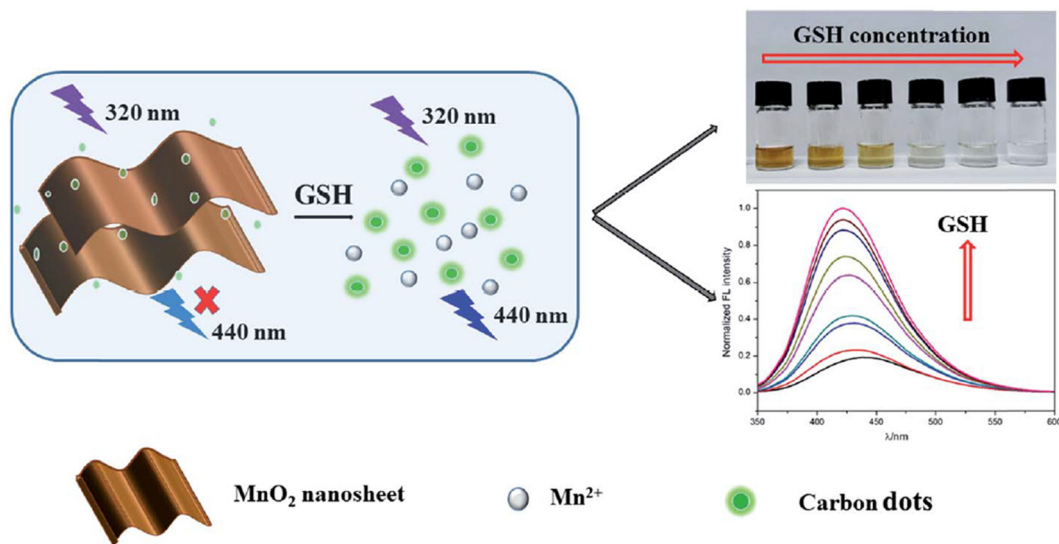 320 nm
GSH
440 nm
320 nm
440 nm
GSH concentration
GSH
Normalized FL intensity
1.0
0.8
0.6
0.4
0.2
0.0
350
400
450
500
550
600
λ/nm
MnO₂ nanosheet
Mn²⁺
Carbon dots